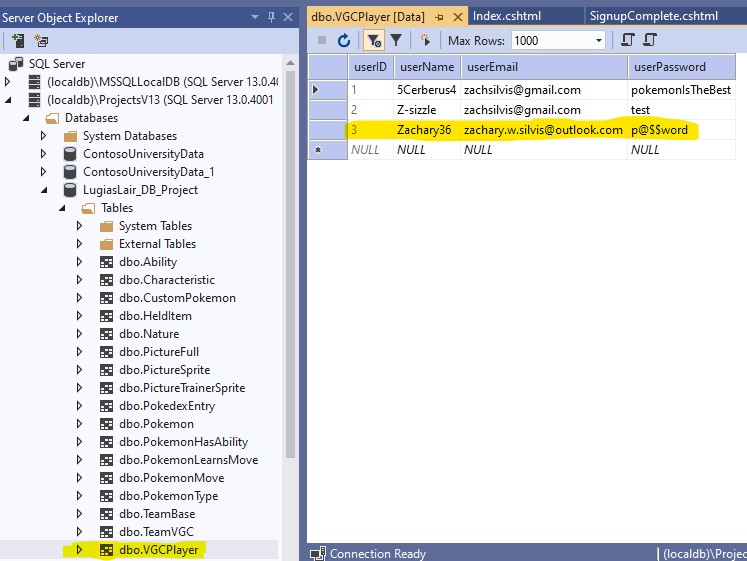 Server Object Explorer
SQL Server
(localdb)\MSSQLLocalDB (SQL Server 13.0.40
(localdb)\ProjectsV13 (SQL Server 13.0.4001
Databases
System Databases
ContosoUniversityData
ContosoUniversityData_1
LugiasLair_DB_Project
Tables
System Tables
External Tables
dbo.Ability
dbo.Characteristic
dbo.CustomPokemon
dbo.HeldItem
dbo.Nature
dbo.PictureFull
dbo.PictureSprite
dbo.PictureTrainerSprite
dbo.PokedexEntry
dbo.Pokemon
dbo.PokemonHasAbility
dbo.PokemonLearnsMove
dbo.PokemonMove
dbo.PokemonType
dbo.TeamBase
dbo.TeamVGC
dbo.VGCPlayer
dbo.VGCPlayer [Data] Index.cshtml SignupComplete.cshtml
Max Rows: 1000
userID userName userEmail userPassword
1 5Cerberus4 zachsilvis@gmail.com pokemonIsTheBest
2 Z-sizzle zachsilvis@gmail.com test
3 Zachary36 zachary.w.silvis@outlook.com p@$$word
NULL NULL NULL NULL
Connection Ready (localdb)\Projec